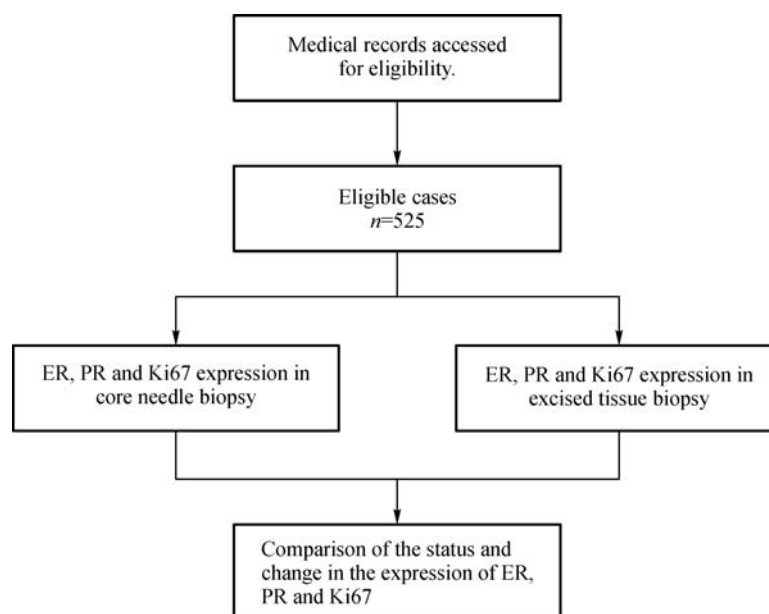 Medical records accessed
for eligibility.
Eligible cases
n=525
ER, PR and Ki67 expression in
core needle biopsy
ER, PR and Ki67 expression in
excised tissue biopsy
Comparison of the status and
change in the expression of ER,
PR and Ki67